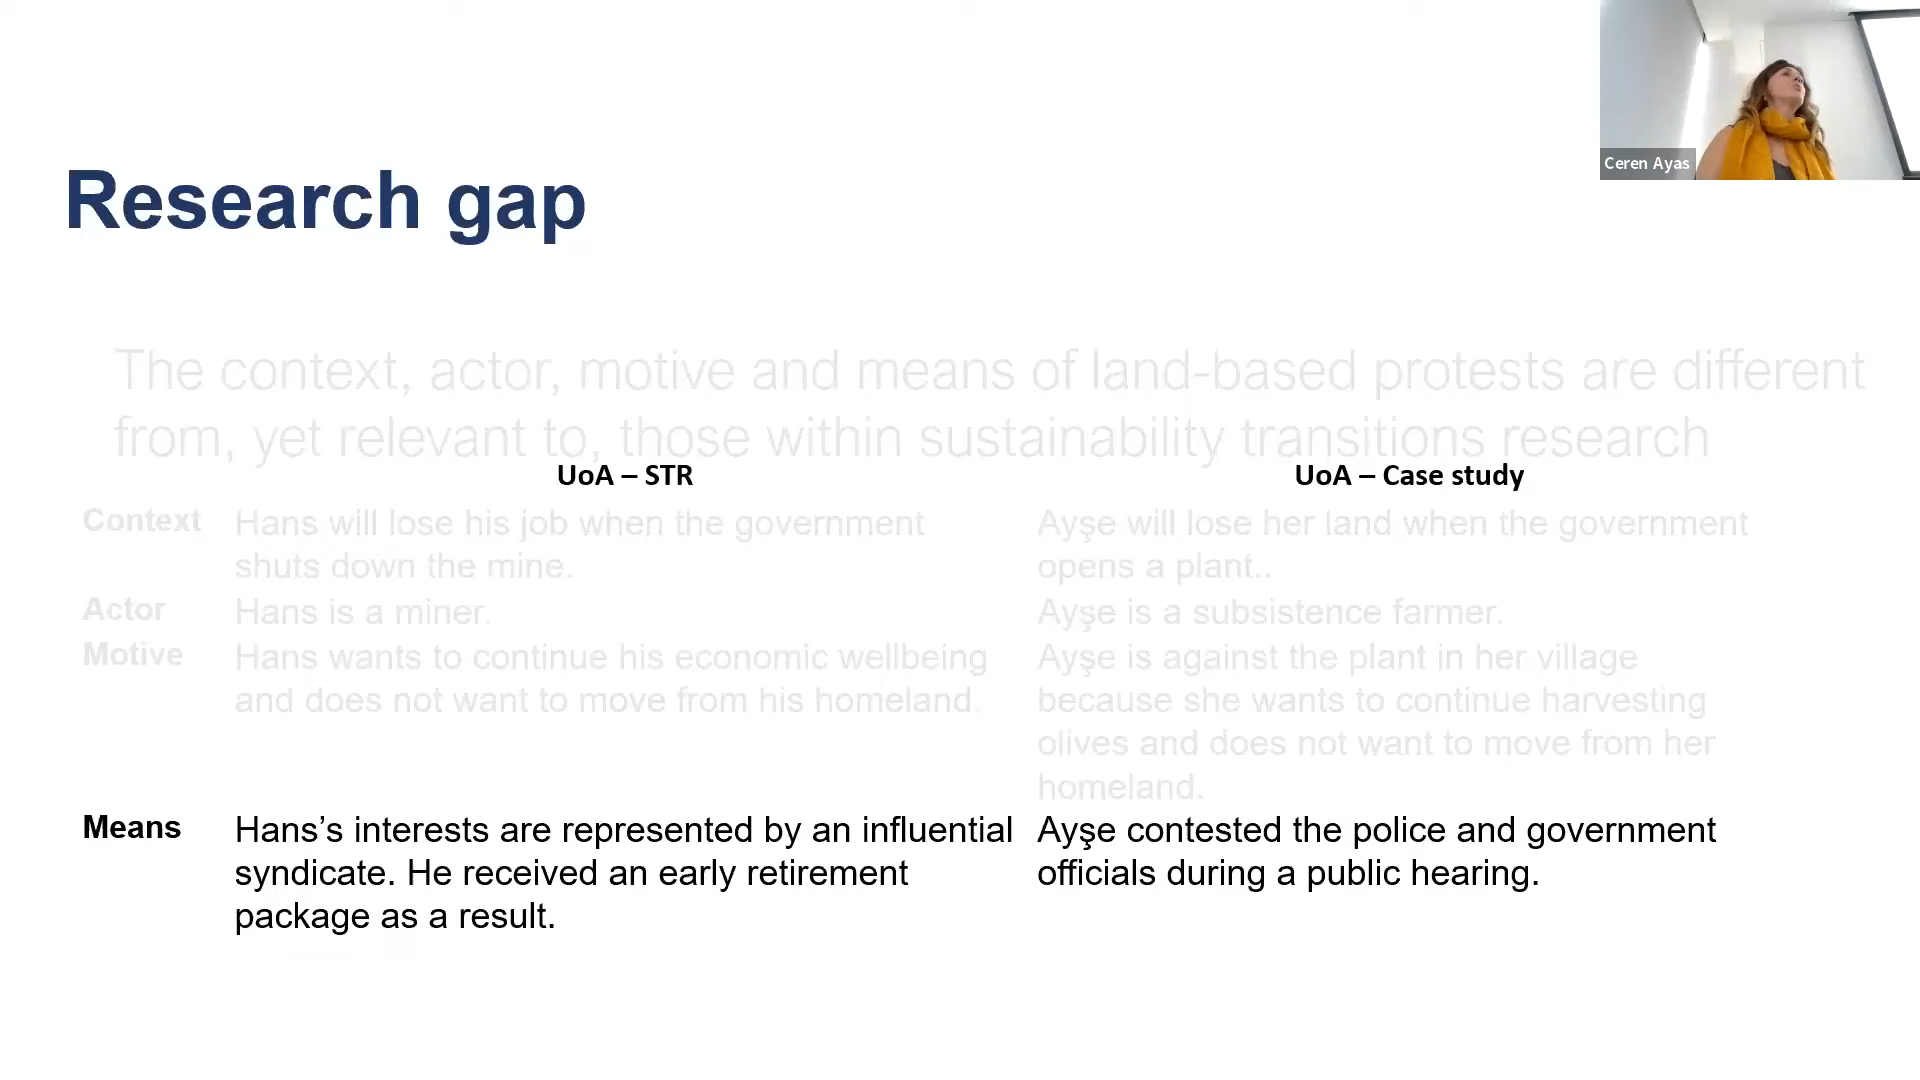 Ceren Ayas
Research gap
The context, actor, motive and means of land-based protests are different
from, yet relevant to, those within sustainability transitions research
UoA – STR
UoA – Case study
Context
Hans will lose his job when the government
shuts down the mine.
Ayşe will lose her land when the government
opens a plant..
Actor
Hans is a miner.
Ayşe is a subsistence farmer.
Motive
Hans wants to continue his economic wellbeing
and does not want to move from his homeland.
Ayşe is against the plant in her village
because she wants to continue harvesting
olives and does not want to move from her
homeland.
Means
Hans’s interests are represented by an influential
syndicate. He received an early retirement
package as a result.
Ayşe contested the police and government
officials during a public hearing.